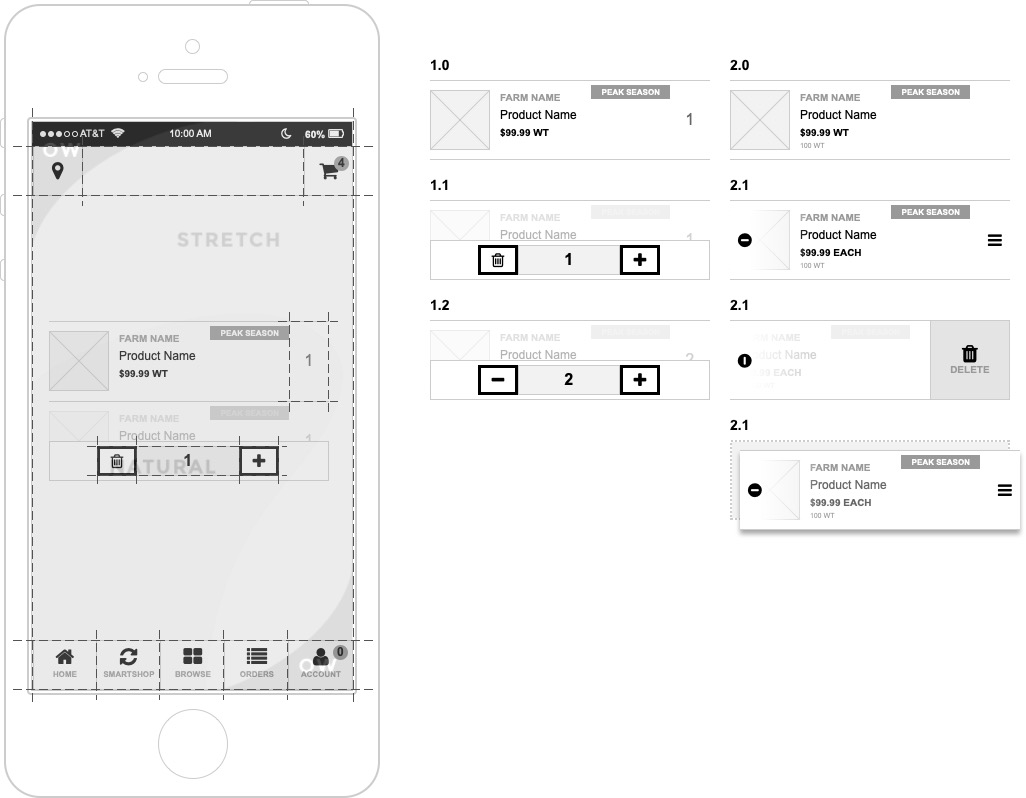 AT&T 10:00 AM 60%
OW
4
STRETCH
PEAK SEASON
FARM NAME
Product Name 1
$99.99 WT
PEAK SEASON
FARM NAME
Product Name 1
1
NATURAL
0
OW
HOME SMARTSHOP BROWSE ORDERS ACCOUNT
1.0
PEAK SEASON
FARM NAME
Product Name 1
$99.99 WT
1.1
PEAK SEASON
FARM NAME
Product Name 1
1
1.2
PEAK SEASON
FARM NAME
Product Name 2
2
2.0
PEAK SEASON
FARM NAME
Product Name
$99.99 WT
100 WT
2.1
PEAK SEASON
FARM NAME
Product Name
$99.99 EACH
100 WT
2.1
PEAK SEASON
FARM NAME
Product Name
EACH
DELETE
2.1
PEAK SEASON
FARM NAME
Product Name
$99.99 EACH
100 WT